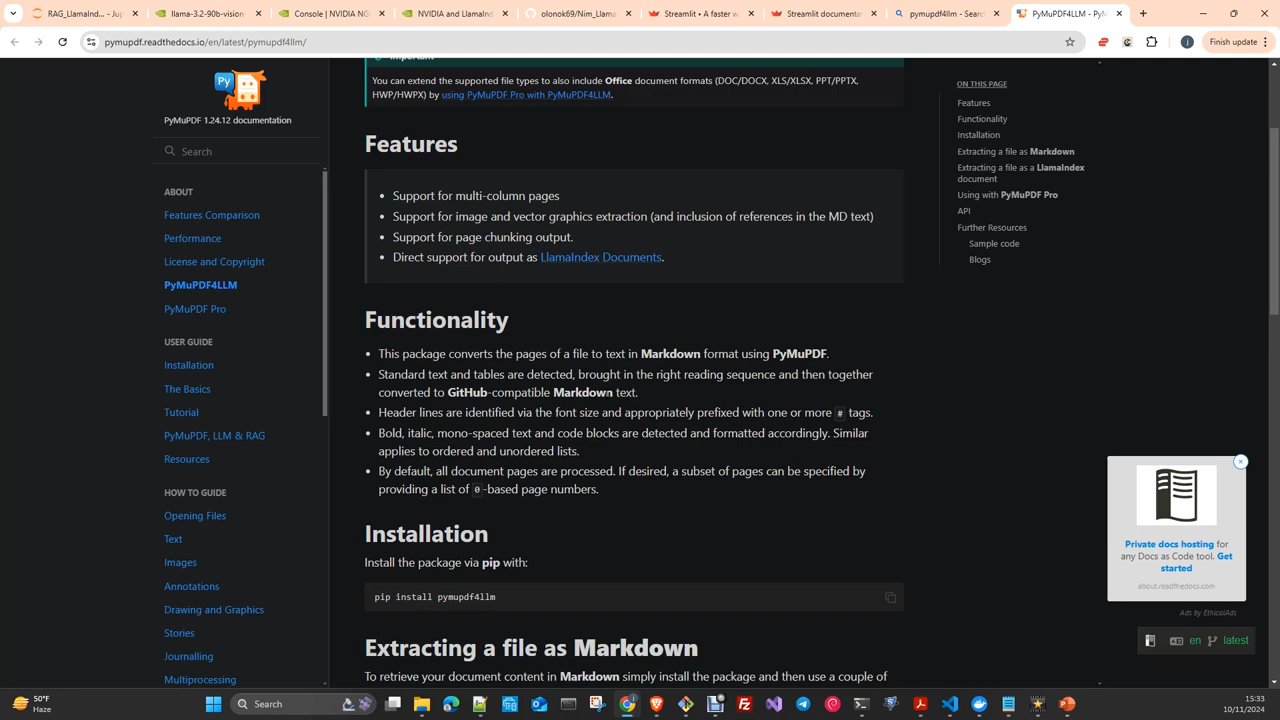 RAG_LlamaInd... - Jup
llama-3.2-90b-vision
Console | NVIDIA NG
NVIDIA and LlamaInd
olonok69/Nim_Llama
Streamlit • A faster w
Streamlit documentat
pymupdf4llm - Search
PyMuPDF4LLM - PyM
pymupdf.readthedocs.io/en/latest/pymupdf4llm/
Finish update
Py
PyMuPDF 1.24.12 documentation
Search
ABOUT
Features Comparison
Performance
License and Copyright
PyMuPDF4LLM
PyMuPDF Pro
USER GUIDE
Installation
The Basics
Tutorial
PyMuPDF, LLM & RAG
Resources
HOW TO GUIDE
Opening Files
Text
Images
Annotations
Drawing and Graphics
Stories
Journalling
Multiprocessing
Important
You can extend the supported file types to also include Office document formats (DOC/DOCX, XLS/XLSX, PPT/PPTX,
HWP/HWPX) by using PyMuPDF Pro with PyMuPDF4LLM.
Features
• Support for multi-column pages
• Support for image and vector graphics extraction (and inclusion of references in the MD text)
• Support for page chunking output.
• Direct support for output as LlamaIndex Documents.
Functionality
• This package converts the pages of a file to text in Markdown format using PyMuPDF.
• Standard text and tables are detected, brought in the right reading sequence and then together
converted to GitHub-compatible Markdown text.
• Header lines are identified via the font size and appropriately prefixed with one or more # tags.
• Bold, italic, mono-spaced text and code blocks are detected and formatted accordingly. Similar
applies to ordered and unordered lists.
• By default, all document pages are processed. If desired, a subset of pages can be specified by
providing a list of 0-based page numbers.
Installation
Install the package via pip with:
pip install pymupdf4llm
Extracting a file as Markdown
To retrieve your document content in Markdown simply install the package and then use a couple of
ON THIS PAGE
Features
Functionality
Installation
Extracting a file as Markdown
Extracting a file as a LlamaIndex
document
Using with PyMuPDF Pro
API
Further Resources
Sample code
Blogs
Private docs hosting for
any Docs as Code tool. Get
started
about.readthedocs.com
Ads by EthicalAds
en latest
50°F
Haze
Search
15:33
10/11/2024